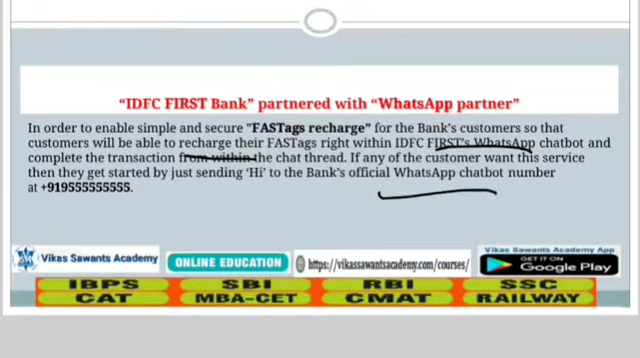 “IDFC FIRST Bank” partnered with “WhatsApp partner”
In order to enable simple and secure "FASTags recharge” for the Bank’s customers so that
customers will be able to recharge their FASTags right within IDFC FIRST’s WhatsApp chatbot and
complete the transaction from within the chat thread. If any of the customer want this service
then they get started by just sending ‘Hi’ to the Bank’s official WhatsApp chatbot number
at +919555555555.
Vikas Sawants Academy
ONLINE EDUCATION
https://vikassawantsacademy.com/courses/
Vikas Sawants Academy App
GET IT ON
Google Play
IBPS SBI RBI SSC
CAT MBA-CET CMAT RAILWAY